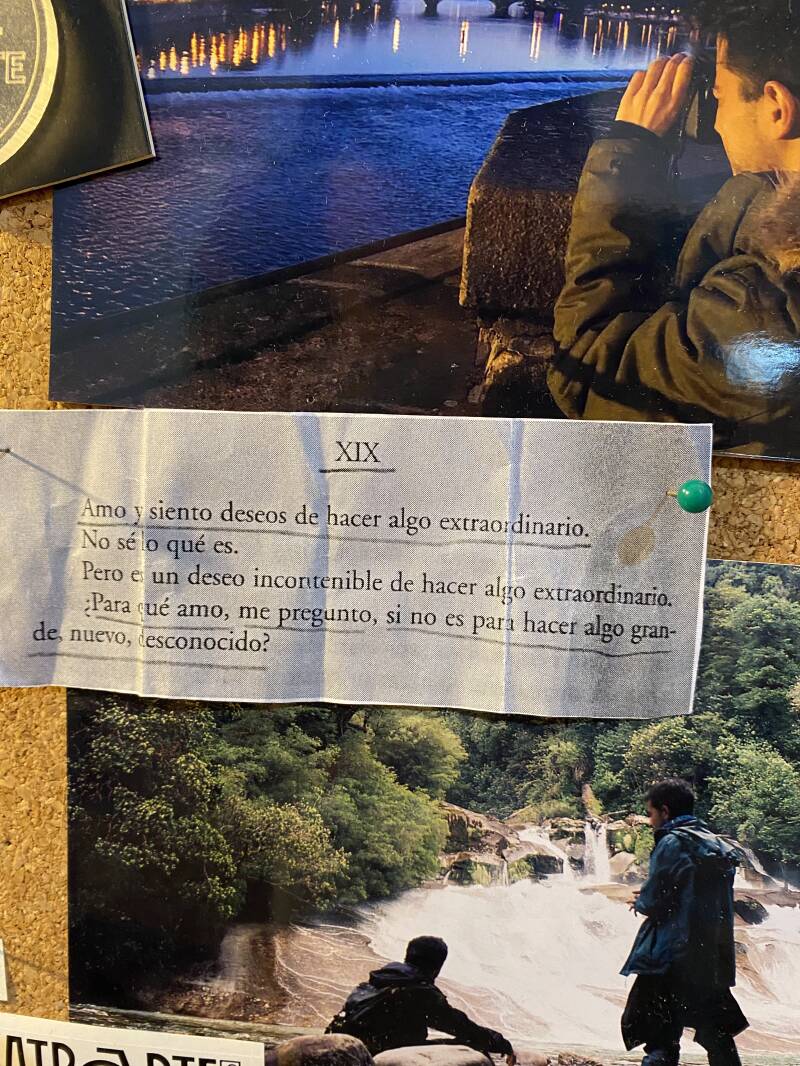 TE
XIX
Amo y siento deseos de hacer algo extraordinario.
No sé lo qué es.
Pero es un deseo incontenible de hacer algo extraordinario.
¿Para qué amo, me pregunto, si no es para hacer algo gran-
de, nuevo, desconocido?